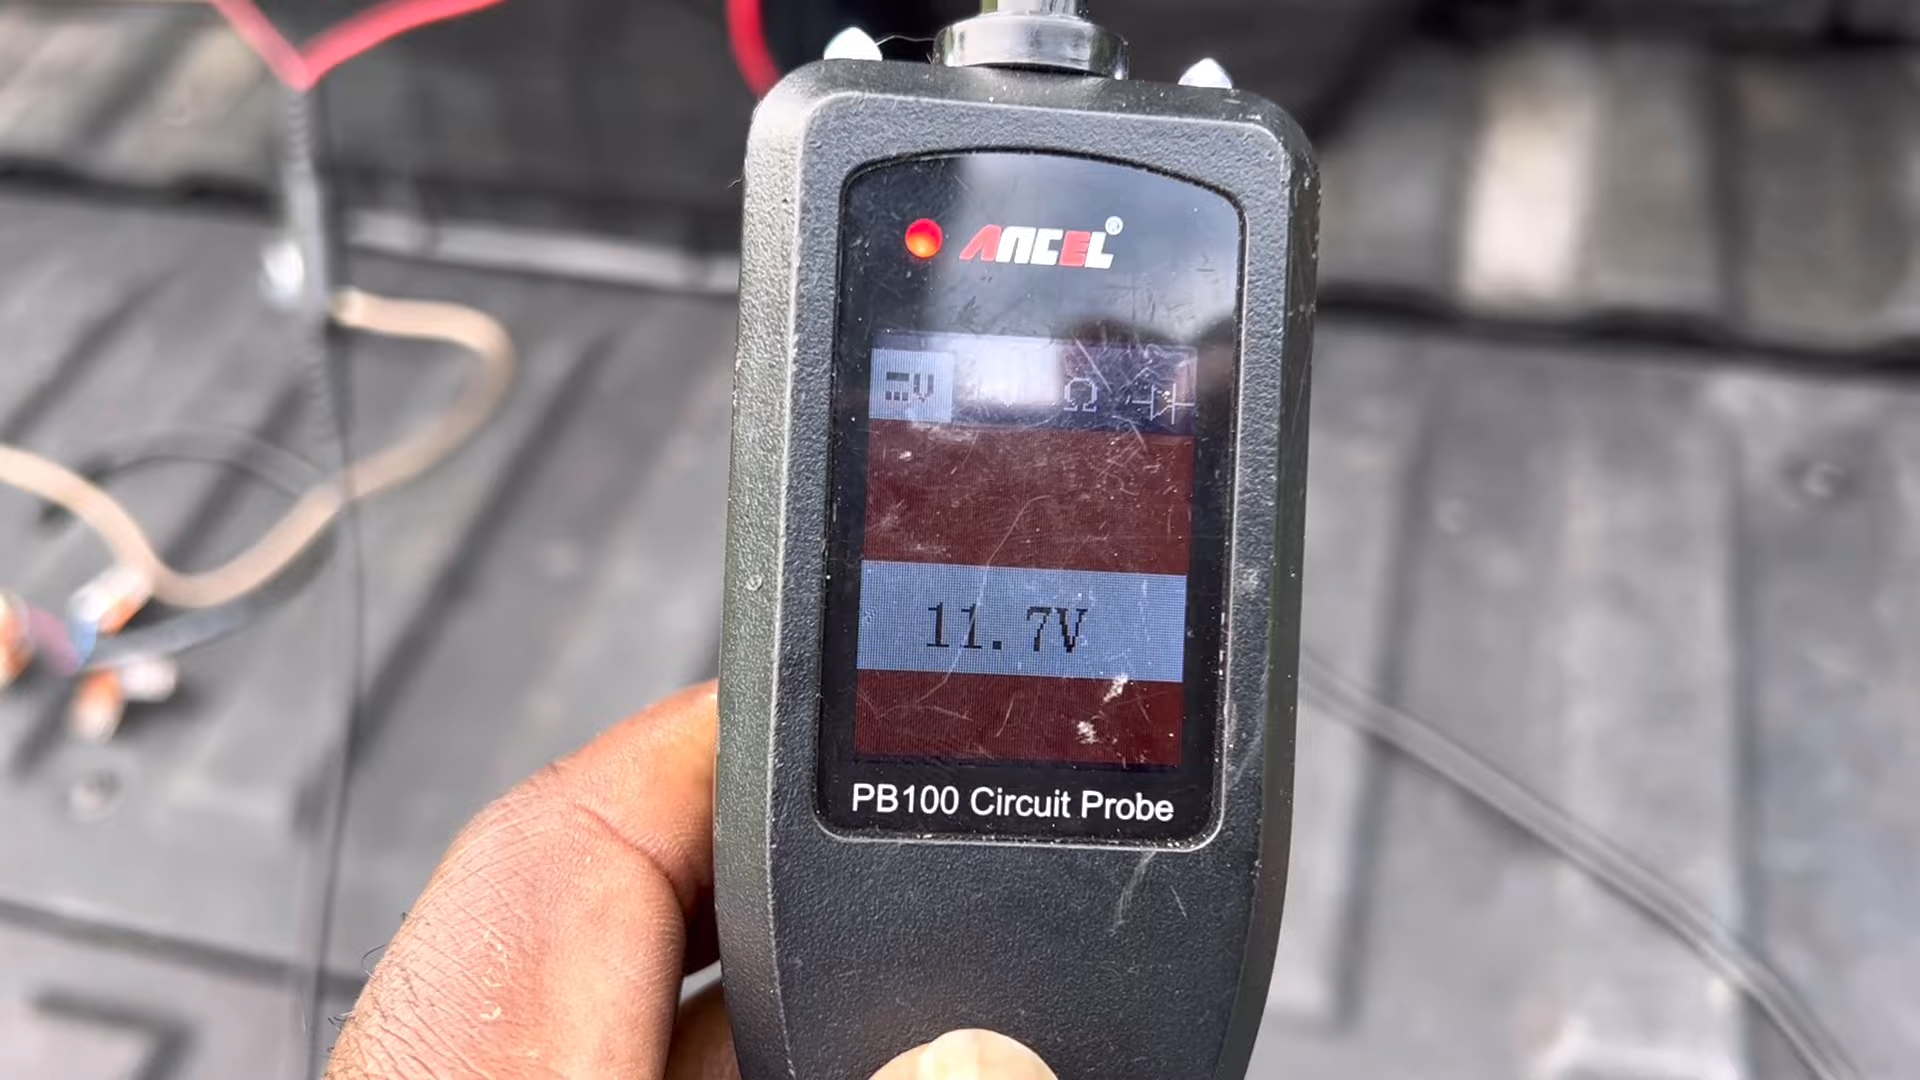 ANCEL®
V Ω
11.7V
PB100 Circuit Probe